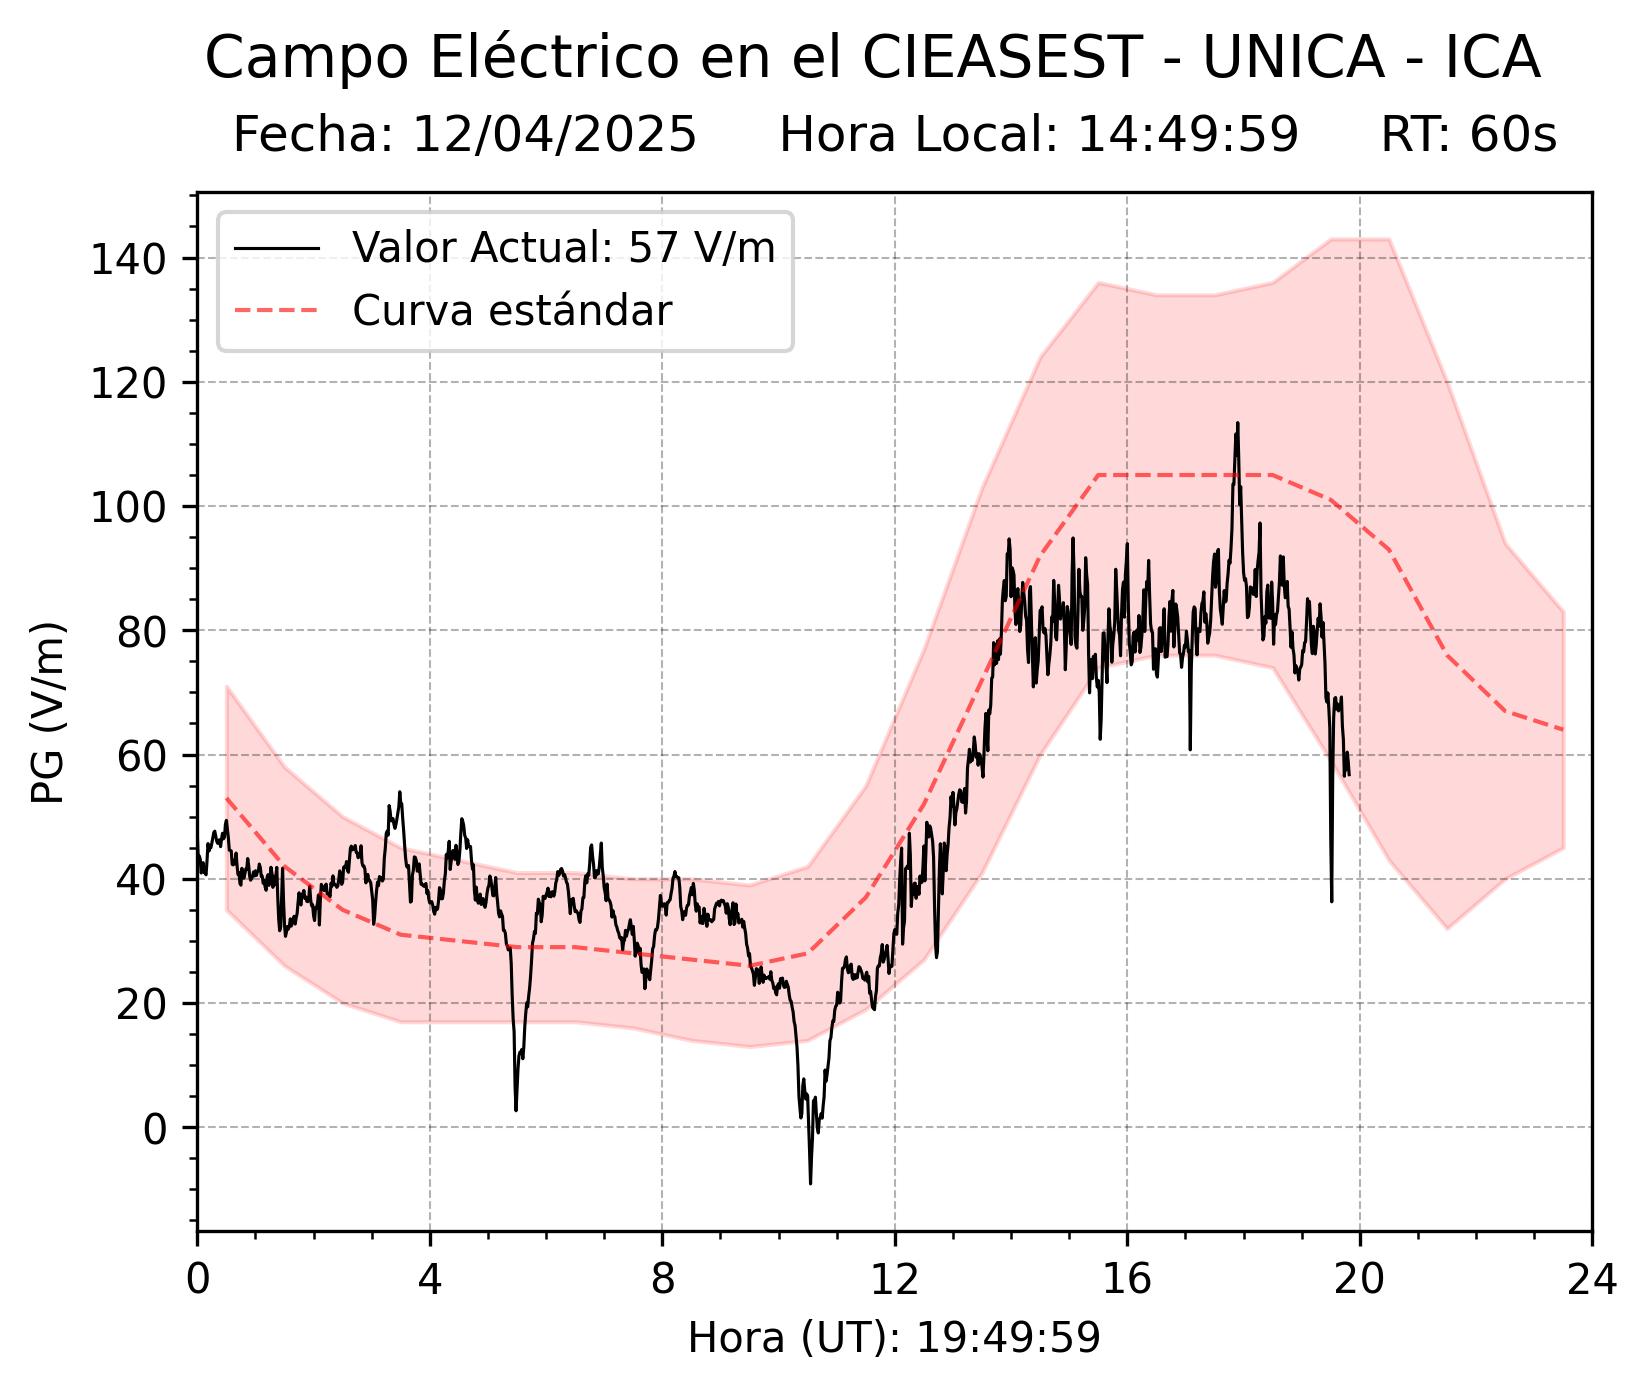 Campo Eléctrico en el CIEASEST - UNICA - ICA
Fecha: 12/04/2025 Hora Local: 14:49:59 RT: 60s
Valor Actual: 57 V/m
Curva estándar
PG (V/m)
140
120
100
80
60
40
20
0
0 4 8 12 16 20 24
Hora (UT): 19:49:59